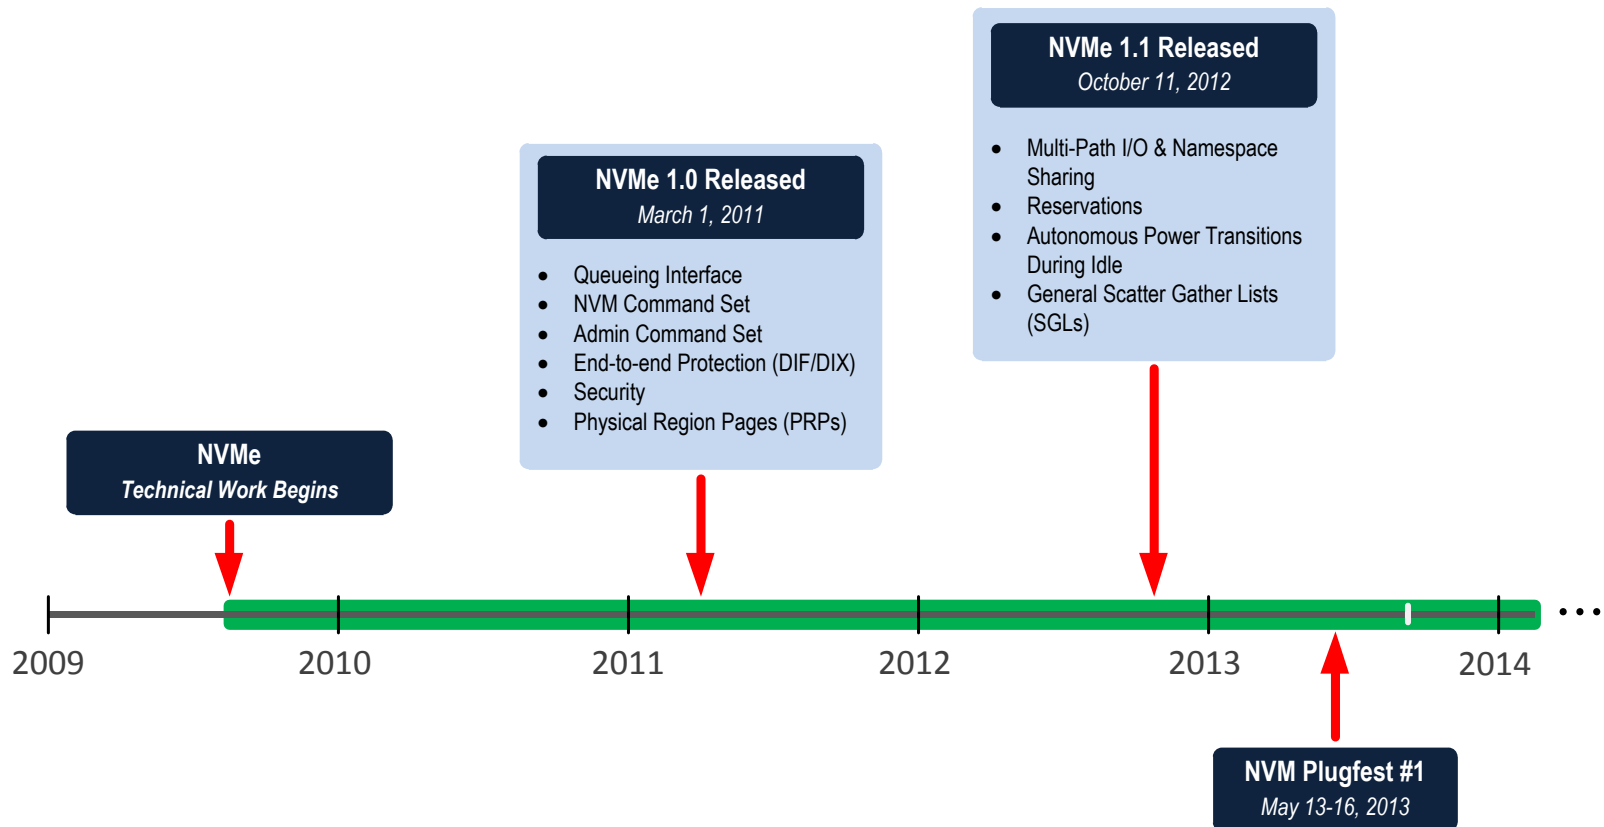 NVMe 1.1 Released
October 11, 2012
• Multi-Path I/O & Namespace
Sharing
• Reservations
• Autonomous Power Transitions
During Idle
• General Scatter Gather Lists
(SGLs)
NVMe 1.0 Released
March 1, 2011
• Queueing Interface
• NVM Command Set
• Admin Command Set
• End-to-end Protection (DIF/DIX)
• Security
• Physical Region Pages (PRPs)
NVMe
Technical Work Begins
2009 2010 2011 2012 2013 2014 •••
NVM Plugfest #1
May 13-16, 2013